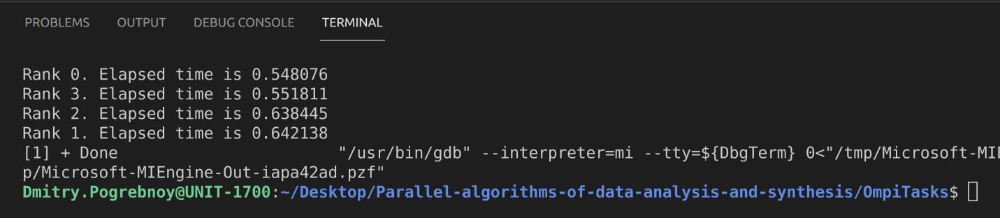 PROBLEMS OUTPUT DEBUG CONSOLE TERMINAL
Rank 0. Elapsed time is 0.548076
Rank 3. Elapsed time is 0.551811
Rank 2. Elapsed time is 0.638445
Rank 1. Elapsed time is 0.642138
[1] + Done                       "/usr/bin/gdb" --interpreter=mi --tty=${DbgTerm} 0<"/tmp/Microsoft-MI
p/Microsoft-MIEngine-Out-iapa42ad.pzf"
Dmitry.Pogrebnoy@UNIT-1700:~/Desktop/Parallel-algorithms-of-data-analysis-and-synthesis/OmpiTasks$